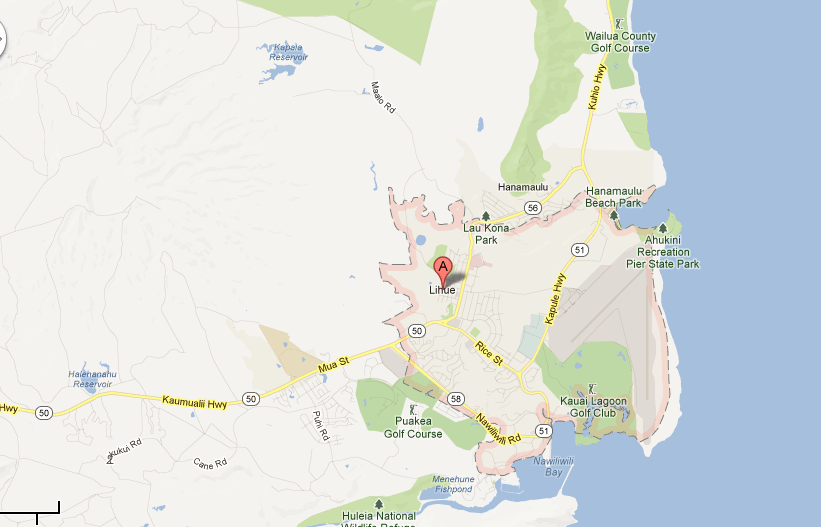 Wailua County
Golf Course
Kapala
Reservoir
Maalo Rd
Kuhio Hwy
Hanamaulu
Hanamaulu
Beach Park
56
Lau Kona
Park
51
Ahukini
Recreation
Pier State Park
A
Lihue
Kapule Hwy
50
Rice St
Mua St
Halenanahu
Reservoir
Kaumualii Hwy
50
Hwy
50
58
Kauai Lagoon
Golf Club
Puakea
Golf Course
Nawiliwili Rd
51
Puhi Rd
Kukui Rd
Cane Rd
Nawiliwili
Bay
Menehune
Fishpond
Huleia National
Wildlife Refuge